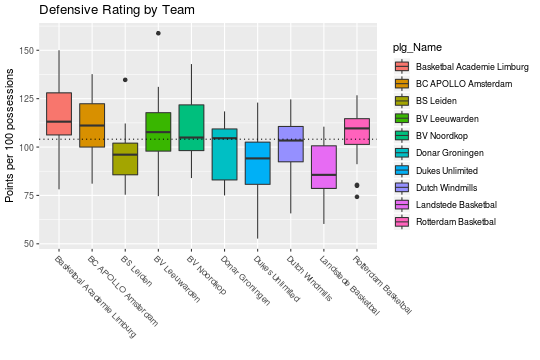 Defensive Rating by Team
Points per 100 possessions
150
125
100
75
50
Basketbal Academie Limburg
BC APOLLO Amsterdam
BS Leiden
BV Leeuwarden
BV Noordkop
Donar Groningen
Dukes Unlimited
Dutch Windmills
Landstede Basketbal
Rotterdam Basketbal
plg_Name
Basketbal Academie Limburg
BC APOLLO Amsterdam
BS Leiden
BV Leeuwarden
BV Noordkop
Donar Groningen
Dukes Unlimited
Dutch Windmills
Landstede Basketbal
Rotterdam Basketbal